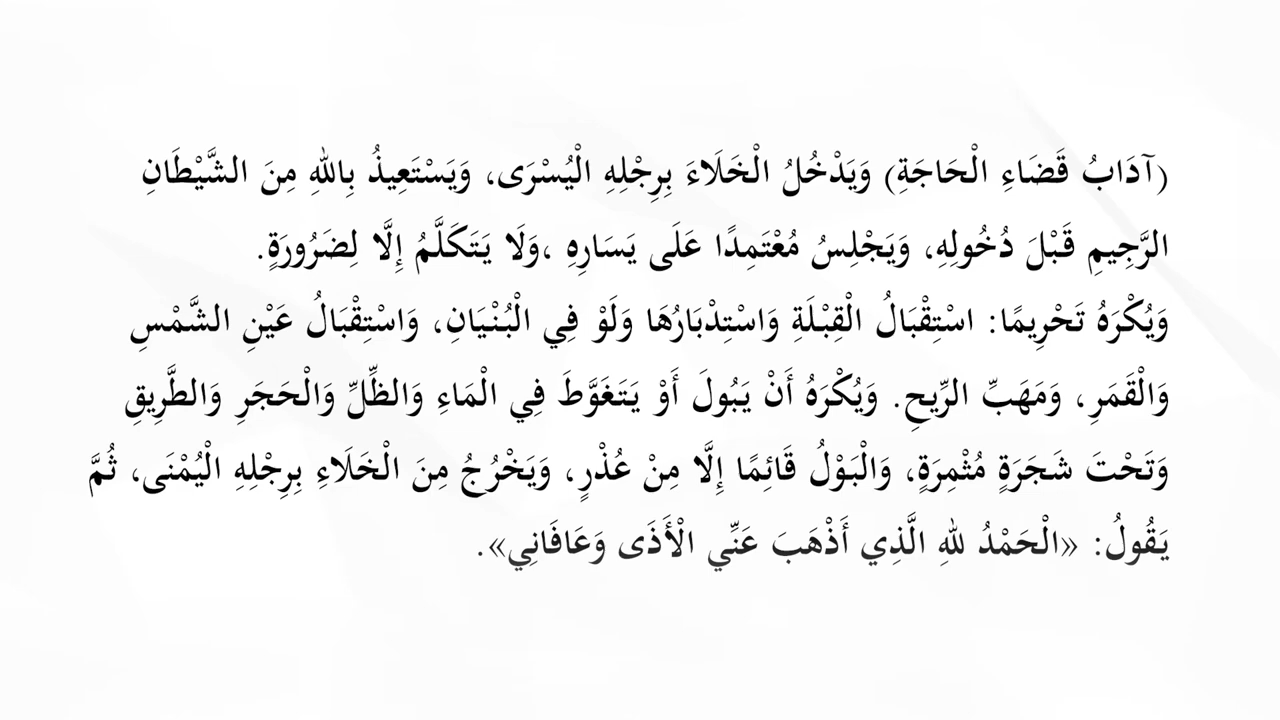 (آدَابُ قَضَاءِ الْحَاجَةِ) وَيَدْخُلُ الْخَلَاءَ بِرِجْلِهِ الْيُسْرَى، وَيَسْتَعِيذُ بِاللهِ مِنَ الشَّيْطَانِ
الرَّجِيمِ قَبْلَ دُخُولِهِ، وَيَجْلِسُ مُعْتَمِدًا عَلَى يَسَارِهِ ،وَلَا يَتَكَلَّمُ إِلَّا لِضَرُورَةٍ.
وَيُكْرَهُ تَحْرِيمًا: اسْتِقْبَالُ الْقِبْلَةِ وَاسْتِدْبَارُهَا وَلَوْ فِي الْبُنْيَانِ، وَاسْتِقْبَالُ عَيْنِ الشَّمْسِ
وَالْقَمَرِ، وَمَهَبِّ الرِّيحِ. وَيُكْرَهُ أَنْ يَبُولَ أَوْ يَتَغَوَّطَ فِي الْمَاءِ وَالظِّلِّ وَالْحَجَرِ وَالطَّرِيقِ
وَتَحْتَ شَجَرَةٍ مُثْمِرَةٍ، وَالْبَوْلُ قَائِمًا إِلَّا مِنْ عُذْرٍ، وَيَخْرُجُ مِنَ الْخَلَاءِ بِرِجْلِهِ الْيُمْنَى، ثُمَّ
يَقُولُ: «الْحَمْدُ لِلهِ الَّذِي أَذْهَبَ عَنِّي الْأَذَى وَعَافَانِي».